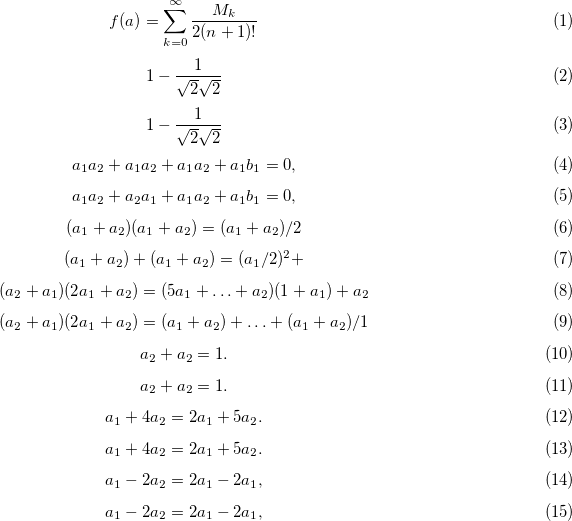 f(a) = \sum_{k=0}^{\infty} \frac{M_k}{2(n+1)!} (1)
1 - \frac{1}{\sqrt{2}\sqrt{2}} (2)
1 - \frac{1}{\sqrt{2}\sqrt{2}} (3)
a_1a_2 + a_1a_2 + a_1a_2 + a_1b_1 = 0, (4)
a_1a_2 + a_2a_1 + a_1a_2 + a_1b_1 = 0, (5)
(a_1 + a_2)(a_1 + a_2) = (a_1 + a_2)/2 (6)
(a_1 + a_2) + (a_1 + a_2) = (a_1/2)^2+ (7)
(a_2 + a_1)(2a_1 + a_2) = (5a_1 + \ldots + a_2)(1 + a_1) + a_2 (8)
(a_2 + a_1)(2a_1 + a_2) = (a_1 + a_2) + \ldots + (a_1 + a_2)/1 (9)
a_2 + a_2 = 1. (10)
a_2 + a_2 = 1. (11)
a_1 + 4a_2 = 2a_1 + 5a_2. (12)
a_1 + 4a_2 = 2a_1 + 5a_2. (13)
a_1 - 2a_2 = 2a_1 - 2a_1, (14)
a_1 - 2a_2 = 2a_1 - 2a_1, (15)